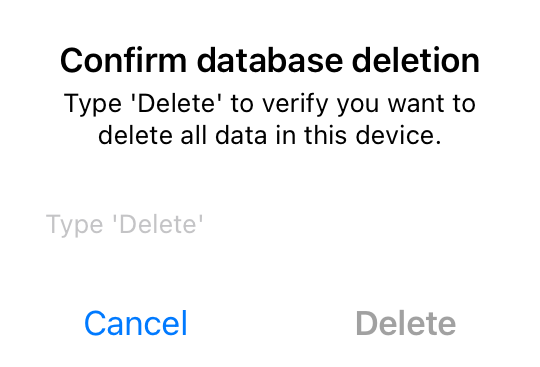 Confirm database deletion
Type 'Delete' to verify you want to
delete all data in this device.
Type 'Delete'
Cancel
Delete